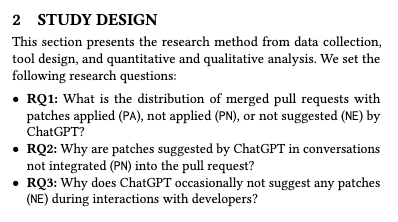 2 STUDY DESIGN
This section presents the research method from data collection,
tool design, and quantitative and qualitative analysis. We set the
following research questions:
• RQ1: What is the distribution of merged pull requests with
patches applied (PA), not applied (PN), or not suggested (NE) by
ChatGPT?
• RQ2: Why are patches suggested by ChatGPT in conversations
not integrated (PN) into the pull request?
• RQ3: Why does ChatGPT occasionally not suggest any patches
(NE) during interactions with developers?